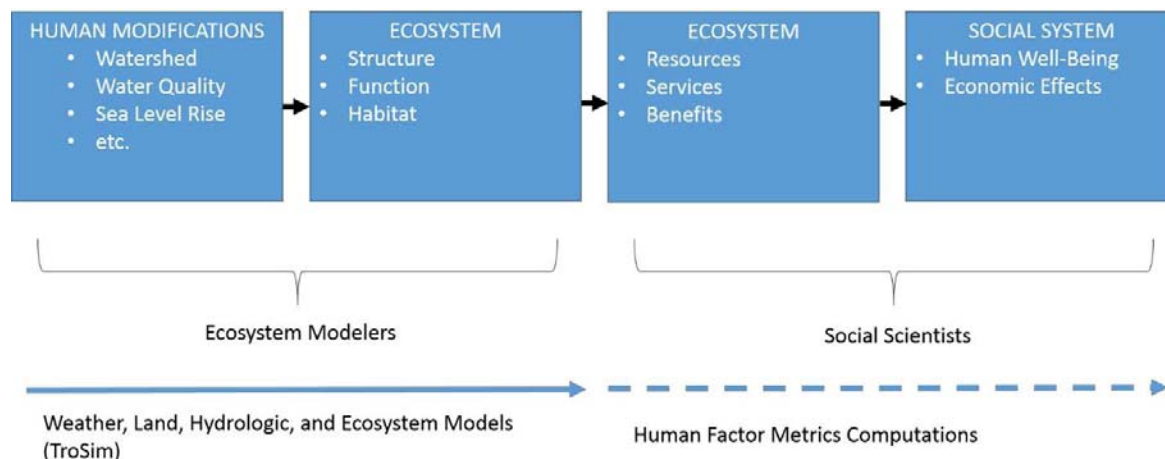 HUMAN MODIFICATIONS
• Watershed
• Water Quality
• Sea Level Rise
• etc.
ECOSYSTEM
• Structure
• Function
• Habitat
ECOSYSTEM
• Resources
• Services
• Benefits
SOCIAL SYSTEM
• Human Well-Being
• Economic Effects
Ecosystem Modelers
Social Scientists
Weather, Land, Hydrologic, and Ecosystem Models
(TroSim)
Human Factor Metrics Computations